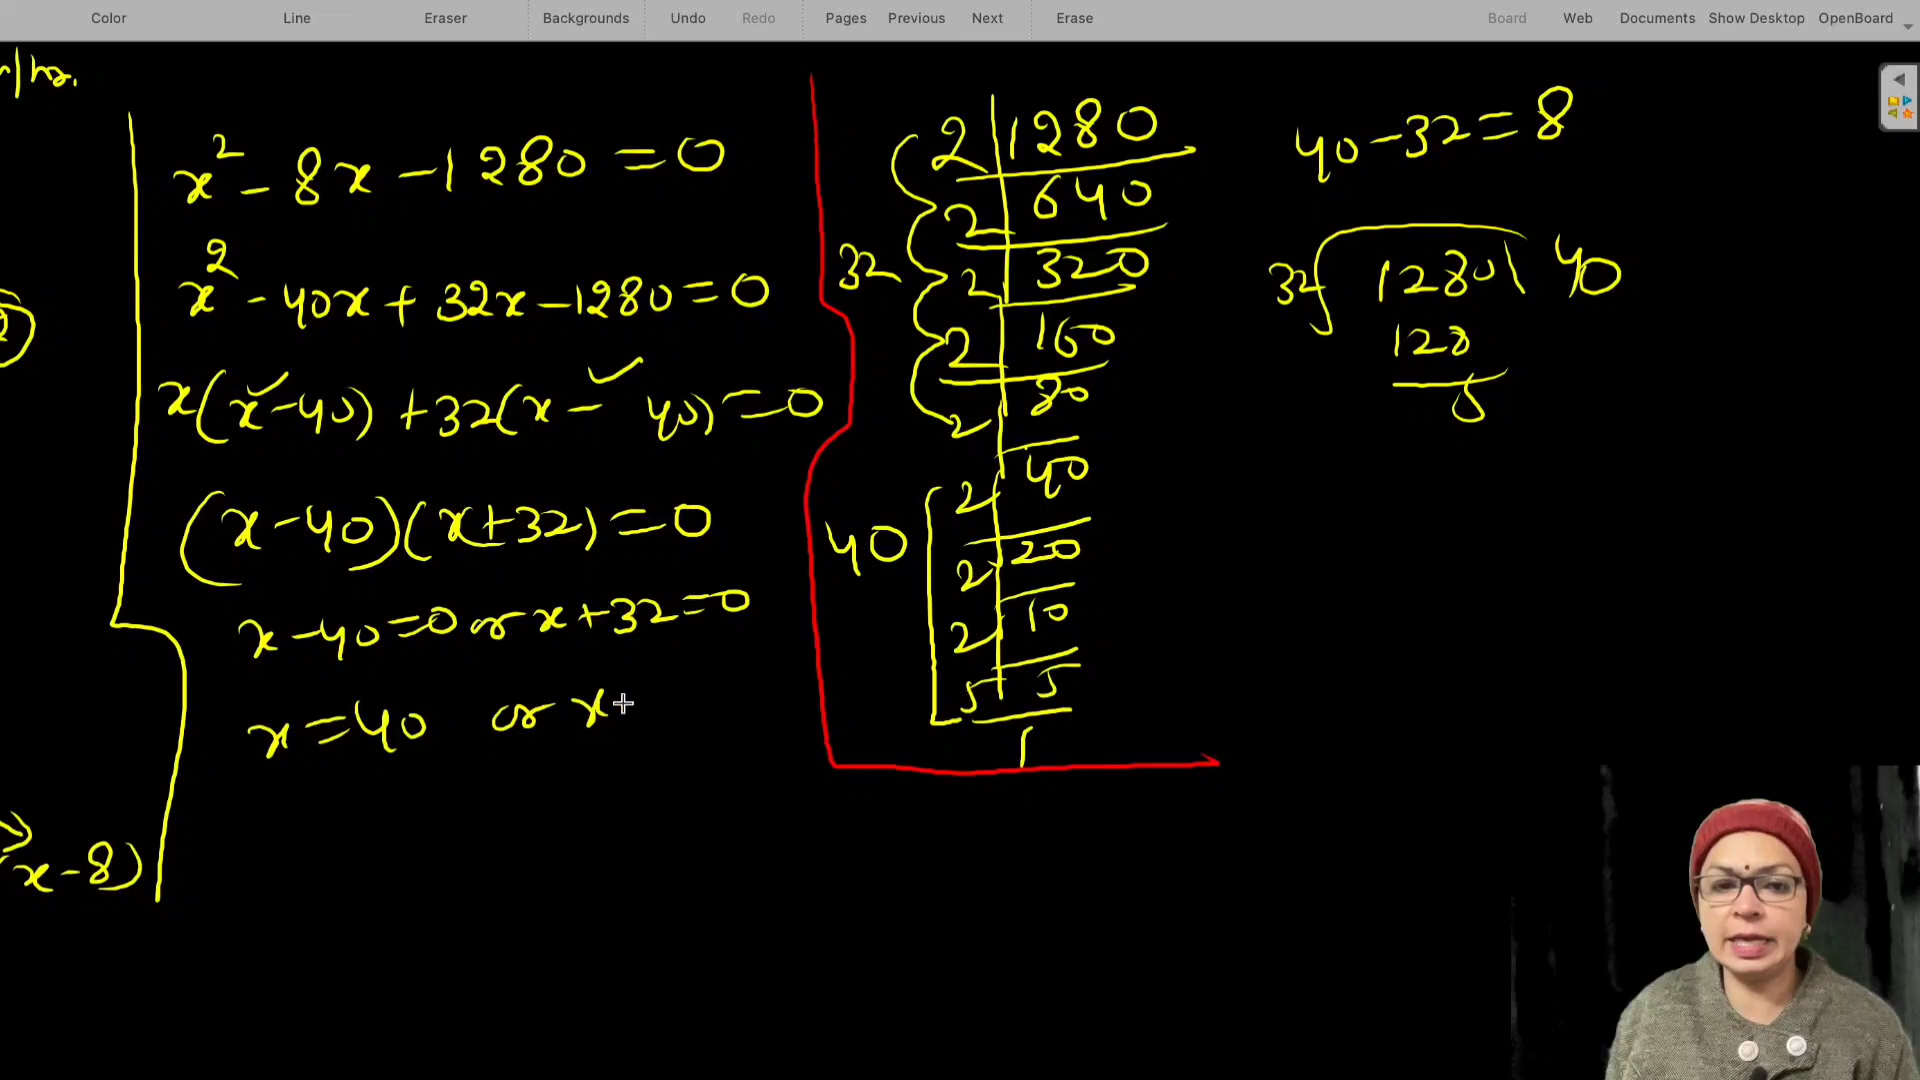 Color Line Eraser Backgrounds Undo Redo Pages Previous Next Erase Board Web Documents Show Desktop OpenBoard
r/hr.
x² - 8x - 1280 = 0
x² - 40x + 32x - 1280 = 0
x(x - 40) + 32(x - 40) = 0
(x - 40)(x + 32) = 0
x - 40 = 0 or x + 32 = 0
x = 40 or x
x - 8)
2 | 1280
2 | 640
2 | 320
2 | 160
2 | 80
2 | 40
2 | 20
2 | 10
5 | 5
1
32
40
40 - 32 = 8
32 ) 1280 \ 40
128
0